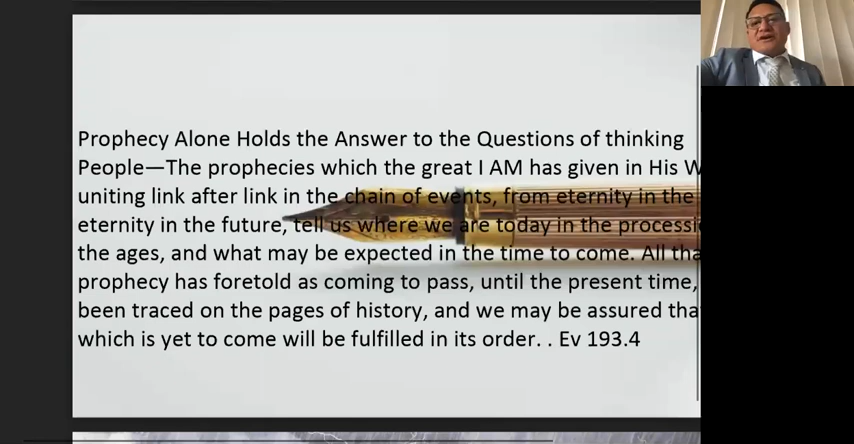 Prophecy Alone Holds the Answer to the Questions of thinking
People—The prophecies which the great I AM has given in His
uniting link after link in the chain of events, from eternity in the
eternity in the future, tell us where we are today in the
the ages, and what may be expected in the time to come. All
prophecy has foretold as coming to pass, until the present time,
been traced on the pages of history, and we may be assured
which is yet to come will be fulfilled in its order. . Ev 193.4